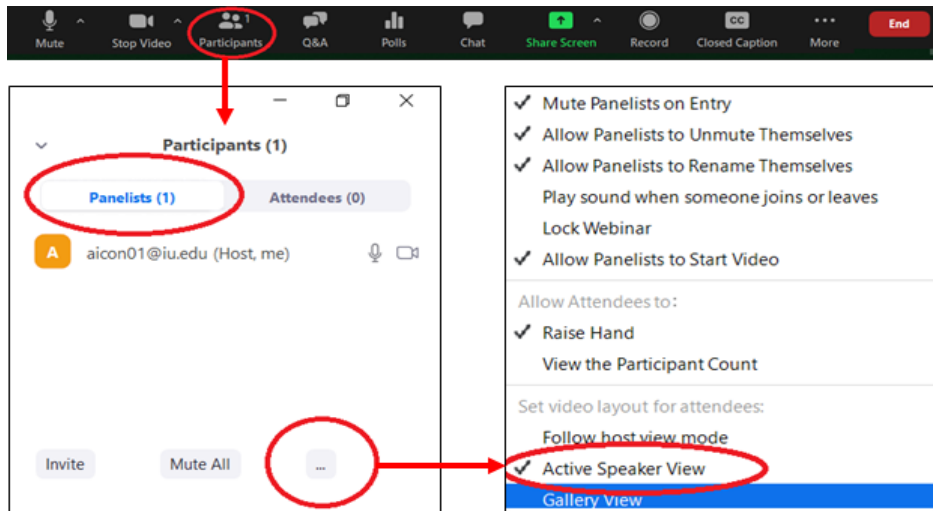 1
CC
Mute
Stop Video
Participants
Q&A
Polls
Chat
Share Screen
Record
Closed Caption
More
End
Participants (1)
Panelists (1)
Attendees (0)
A
aicon01@iu.edu (Host, me)
Invite
Mute All
...
Mute Panelists on Entry
Allow Panelists to Unmute Themselves
Allow Panelists to Rename Themselves
Play sound when someone joins or leaves
Lock Webinar
Allow Panelists to Start Video
Allow Attendees to:
Raise Hand
View the Participant Count
Set video layout for attendees:
Follow host view mode
Active Speaker View
Gallery View